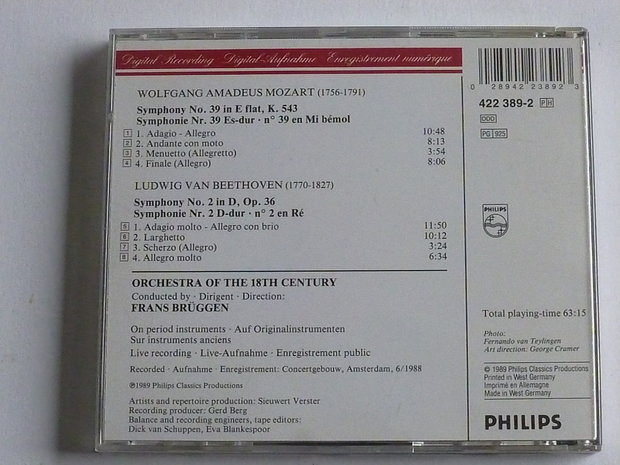 Digital Recording Digital-Aufnahme Enregistrement numérique
WOLFGANG AMADEUS MOZART (1756-1791)
Symphony No. 39 in E flat, K. 543
Symphonie Nr. 39 Es-dur · n° 39 en Mi bémol
1 1. Adagio - Allegro 10:48
2 2. Andante con moto 8:13
3 3. Menuetto (Allegretto) 3:54
4 4. Finale (Allegro) 8:06
LUDWIG VAN BEETHOVEN (1770-1827)
Symphony No. 2 in D, Op. 36
Symphonie Nr. 2 D-dur · n° 2 en Ré
5 1. Adagio molto - Allegro con brio 11:50
6 2. Larghetto 10:12
7 3. Scherzo (Allegro) 3:24
8 4. Allegro molto 6:34
ORCHESTRA OF THE 18TH CENTURY
Conducted by · Dirigent · Direction:
FRANS BRÜGGEN
On period instruments · Auf Originalinstrumenten
Sur instruments anciens
Live recording · Live-Aufnahme · Enregistrement public
Recorded · Aufnahme · Enregistrement: Concertgebouw, Amsterdam, 6/1988
℗1989 Philips Classics Productions
Artists and repertoire production: Sieuwert Verster
Recording producer: Gerd Berg
Balance and recording engineers, tape editors:
Dick van Schuppen, Eva Blankespoor
0 28942 23892 3
422 389-2 PH
DDD
PG 925
PHILIPS
Total playing-time 63:15
Photo:
Fernando van Teylingen
Art direction: George Cramer
© 1989 Philips Classics Productions
Printed in West Germany
Imprimé en Allemagne
Made in West Germany
PHILIPS